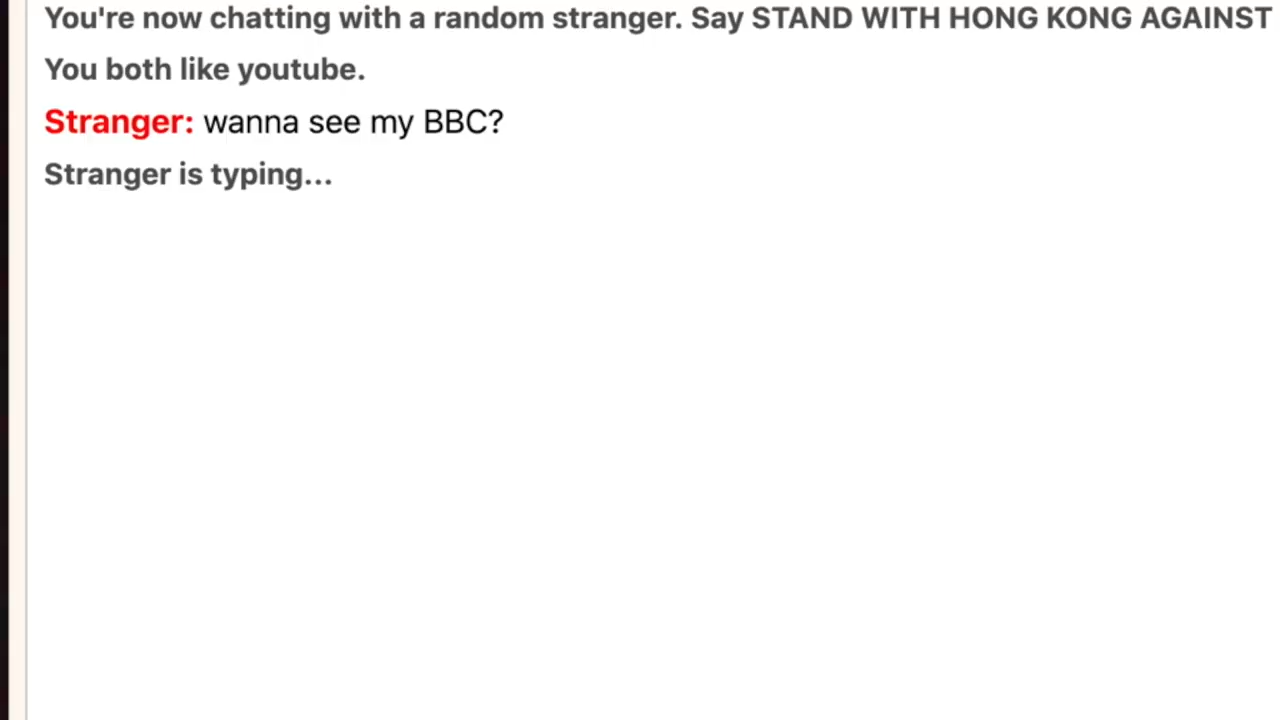 You're now chatting with a random stranger. Say STAND WITH HONG KONG AGAINST
You both like youtube.
Stranger: wanna see my BBC?
Stranger is typing...